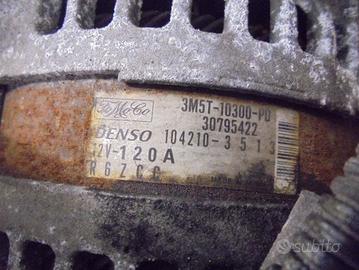 FoMoCo 3M5T-10300-PD
30795422
DENSO 104210-3513
12V-120A
R6ZCC
subito